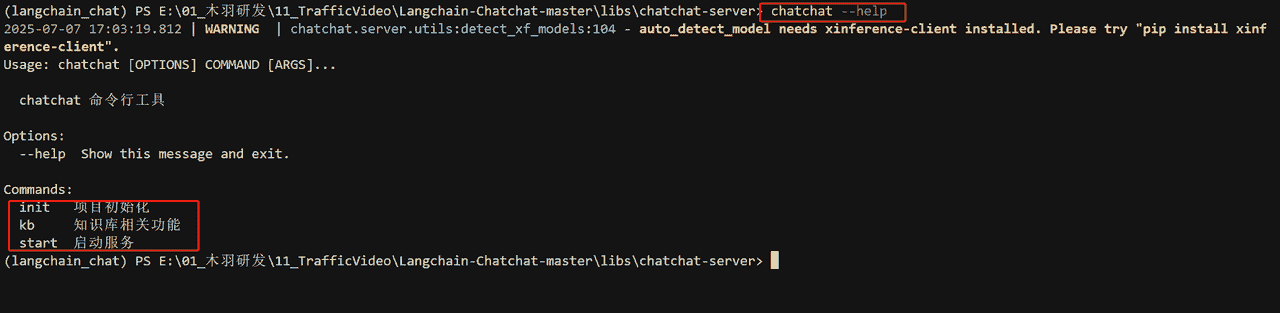 (langchain_chat) PS E:\01_木羽研发\11_TrafficVideo\Langchain-Chatchat-master\libs\chatchat-server> chatchat --help
2025-07-07 17:03:19.812 | WARNING  | chatchat.server.utils:detect_xf_models:104 - auto_detect_model needs xinference-client installed. Please try "pip install xinf
erence-client".
Usage: chatchat [OPTIONS] COMMAND [ARGS]...
chatchat 命令行工具
Options:
--help  Show this message and exit.
Commands:
init   项目初始化
kb     知识库相关功能
start  启动服务
(langchain_chat) PS E:\01_木羽研发\11_TrafficVideo\Langchain-Chatchat-master\libs\chatchat-server>